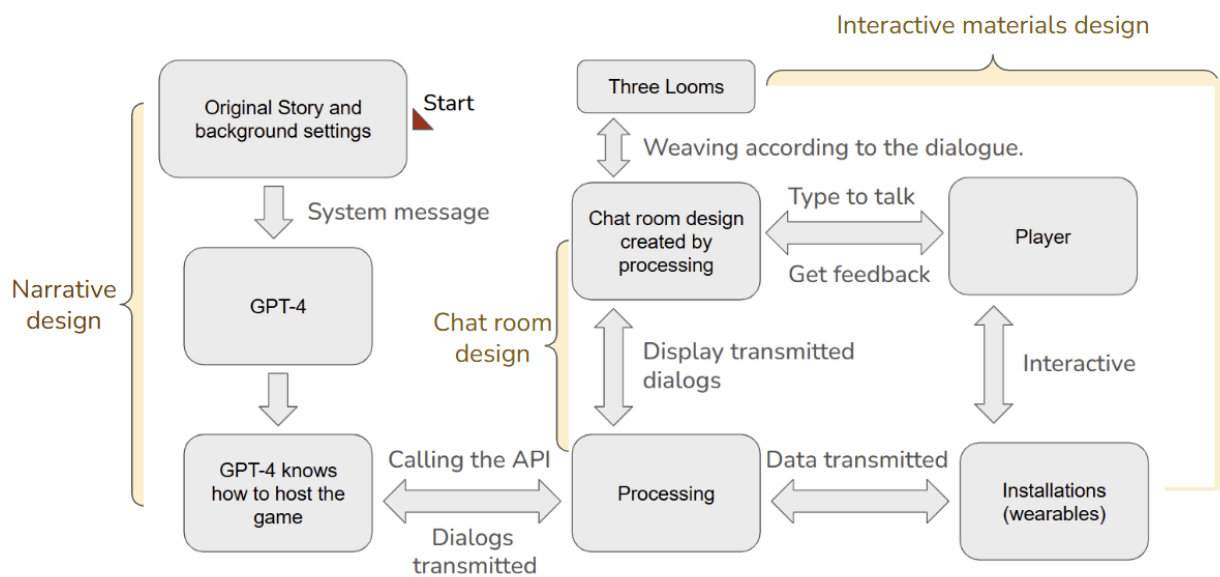 Interactive materials design
Original Story and
background settings
Start
Three Looms
Weaving according to the dialogue.
System message
Chat room design
created by
processing
Type to talk
Get feedback
Player
Narrative
design
GPT-4
Chat room
design
Display transmitted
dialogs
Interactive
GPT-4 knows
how to host the
game
Calling the API
Dialogs
transmitted
Processing
Data transmitted
Installations
(wearables)